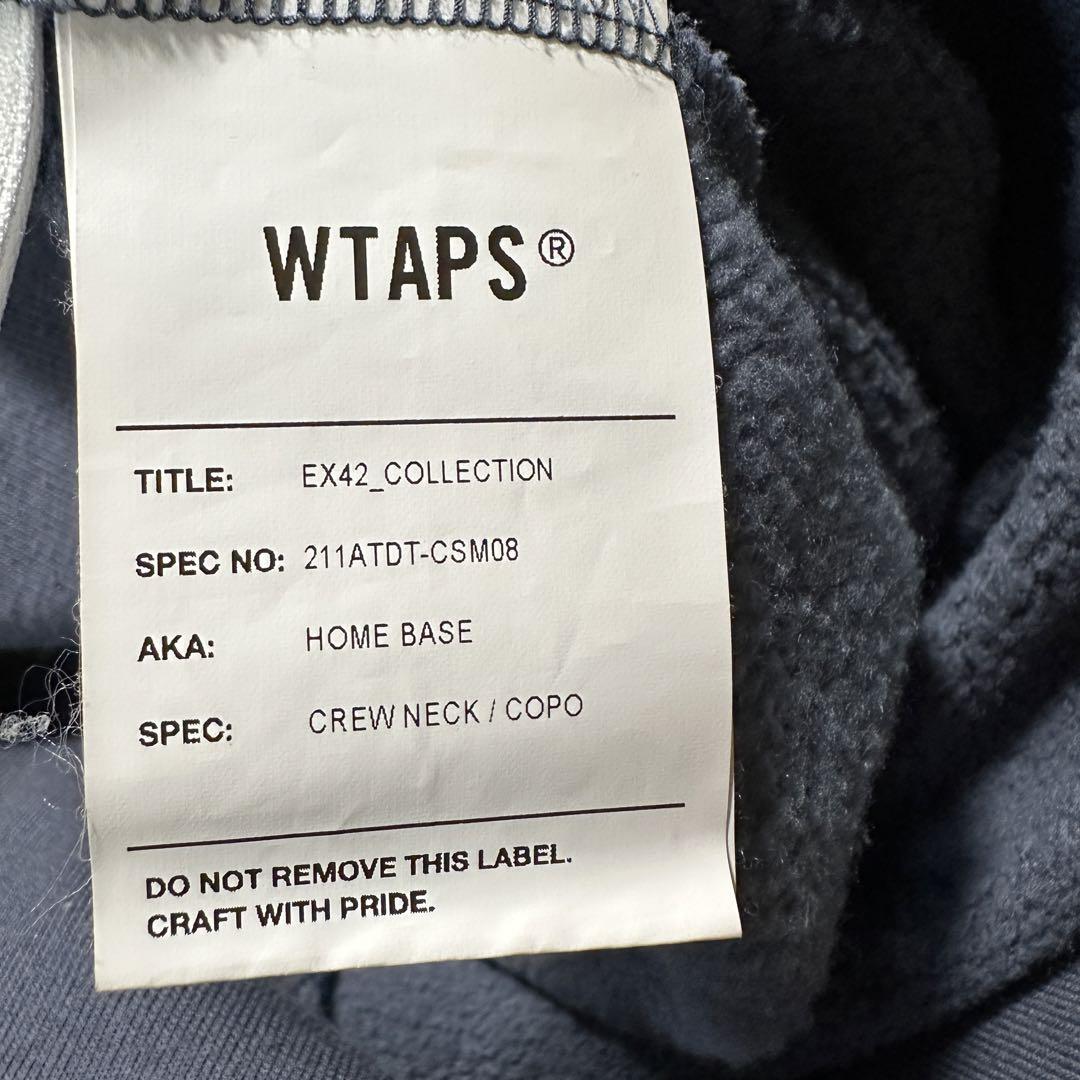 WTAPS®
TITLE: EX42_COLLECTION
SPEC NO: 211ATDT-CSM08
AKA: HOME BASE
SPEC: CREW NECK / COPO
DO NOT REMOVE THIS LABEL.
CRAFT WITH PRIDE.